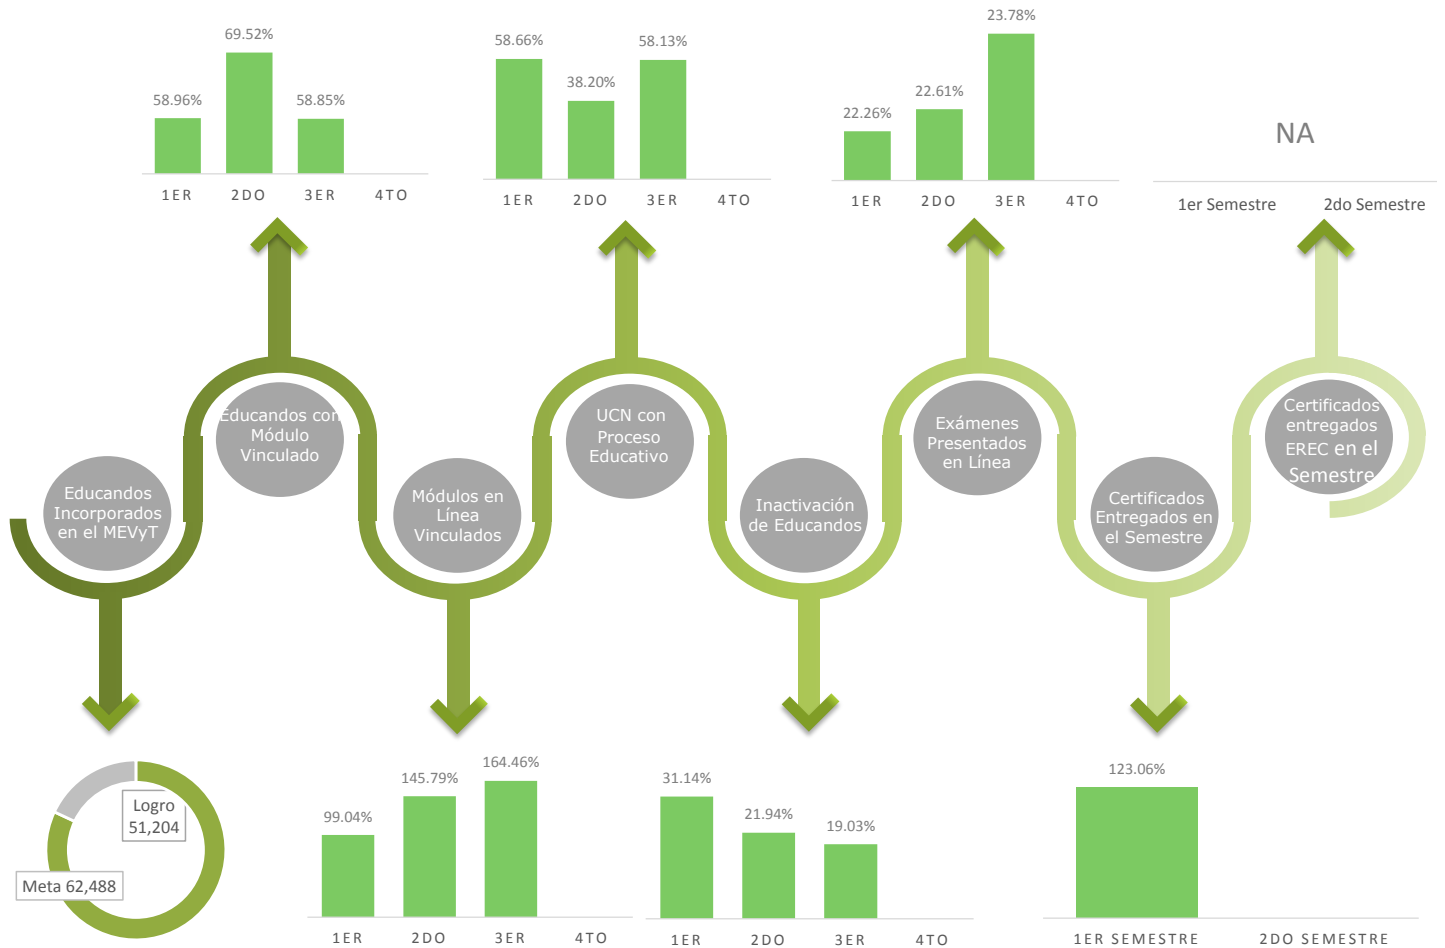 69.52%
58.96%
58.85%
1ER 2DO 3ER 4TO
58.66%
38.20%
58.13%
1ER 2DO 3ER 4TO
23.78%
22.61%
22.26%
1ER 2DO 3ER 4TO
NA
1er Semestre 2do Semestre
Educandos
Incorporados
en el MEVyT
Educandos con
Módulo
Vinculado
Módulos en
Línea
Vinculados
UCN con
Proceso
Educativo
Inactivación
de Educandos
Exámenes
Presentados
en Línea
Certificados
Entregados en
el Semestre
Certificados
entregados
EREC en el
Semestre
Logro
51,204
Meta 62,488
99.04%
145.79%
164.46%
1ER 2DO 3ER 4TO
31.14%
21.94%
19.03%
1ER 2DO 3ER 4TO
123.06%
1ER SEMESTRE 2DO SEMESTRE